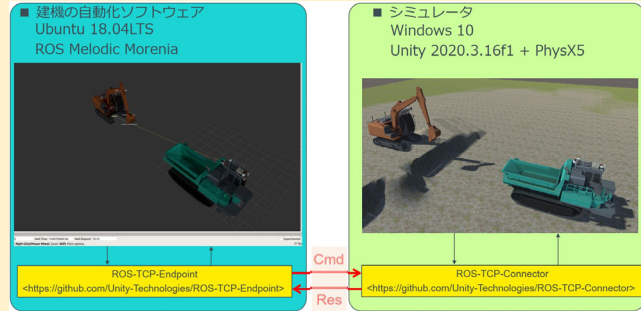 ■ 建機の自動化ソフトウェア
Ubuntu 18.04LTS
ROS Melodic Morenia
ROS-TCP-Endpoint
<https://github.com/Unity-Technologies/ROS-TCP-Endpoint>
Cmd
Res
■ シミュレータ
Windows 10
Unity 2020.3.16f1 + PhysX5
ROS-TCP-Connector
<https://github.com/Unity-Technologies/ROS-TCP-Connector>